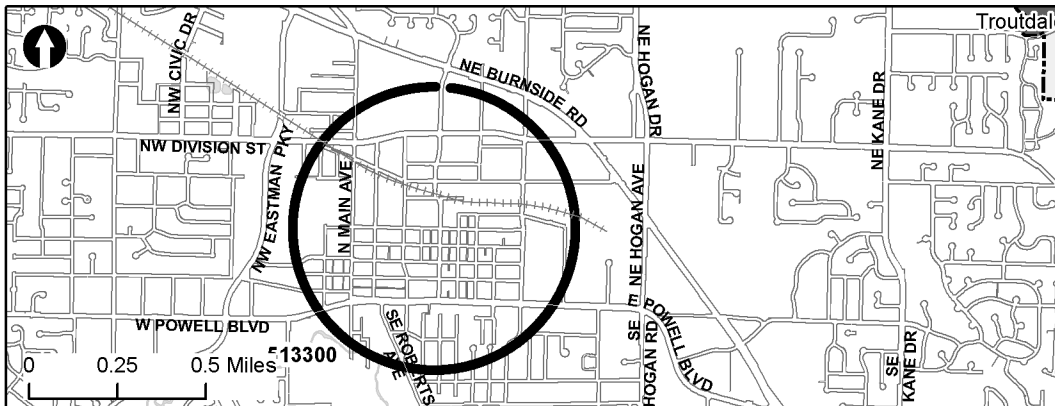 Troutdal
NW CIVIC DR
NE BURNSIDE RD
NE HOGAN DR
NE KANE DR
NW DIVISION ST
NW EASTMAN PKY
N MAIN AVE
SE NE HOGAN AVE
E POWELL BLVD
W POWELL BLVD
SE ROBERTS AVE
SE HOGAN RD
SE KANE DR
0 0.25 0.5 Miles
513300